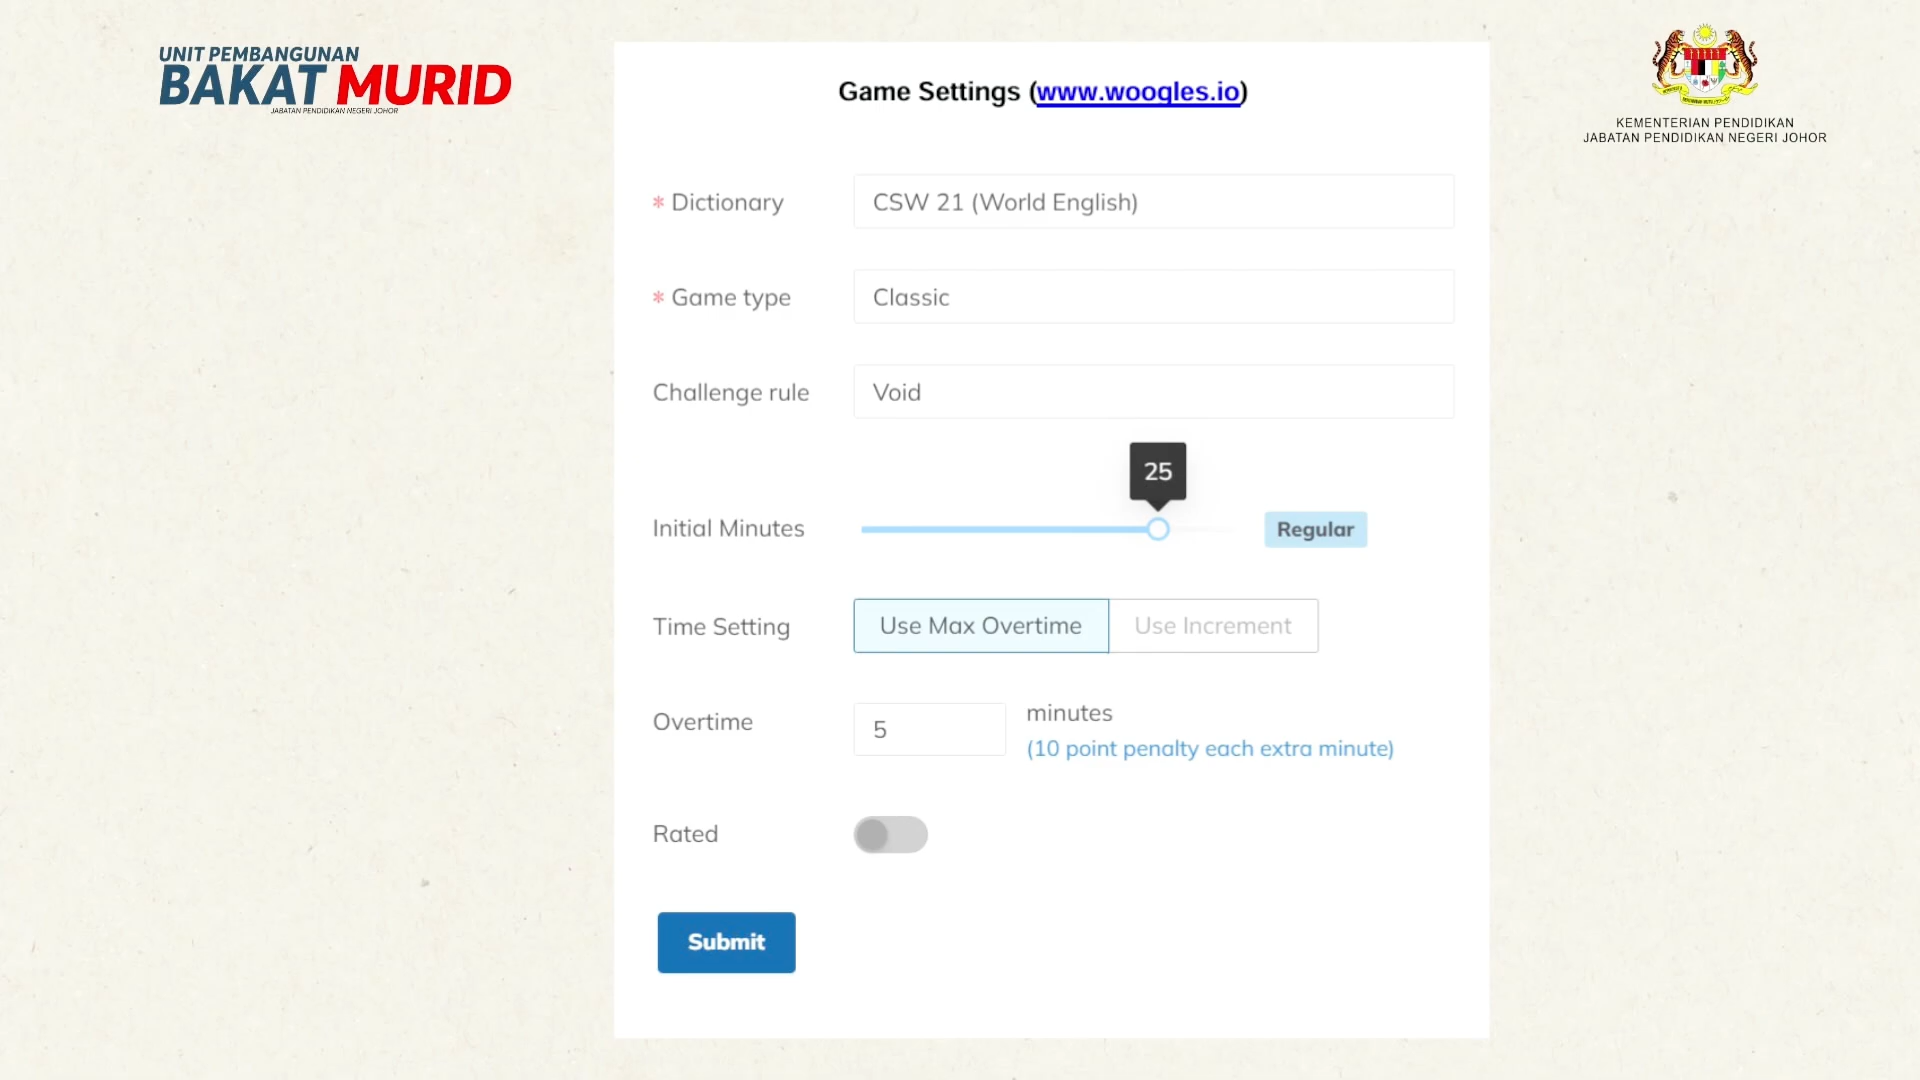 UNIT PEMBANGUNAN
BAKAT MURID
JABATAN PENDIDIKAN NEGERI JOHOR
KEMENTERIAN PENDIDIKAN
JABATAN PENDIDIKAN NEGERI JOHOR
Game Settings (www.woogles.io)
* Dictionary CSW 21 (World English)
* Game type Classic
Challenge rule Void
25
Initial Minutes Regular
Time Setting Use Max Overtime Use Increment
Overtime 5 minutes
(10 point penalty each extra minute)
Rated
Submit